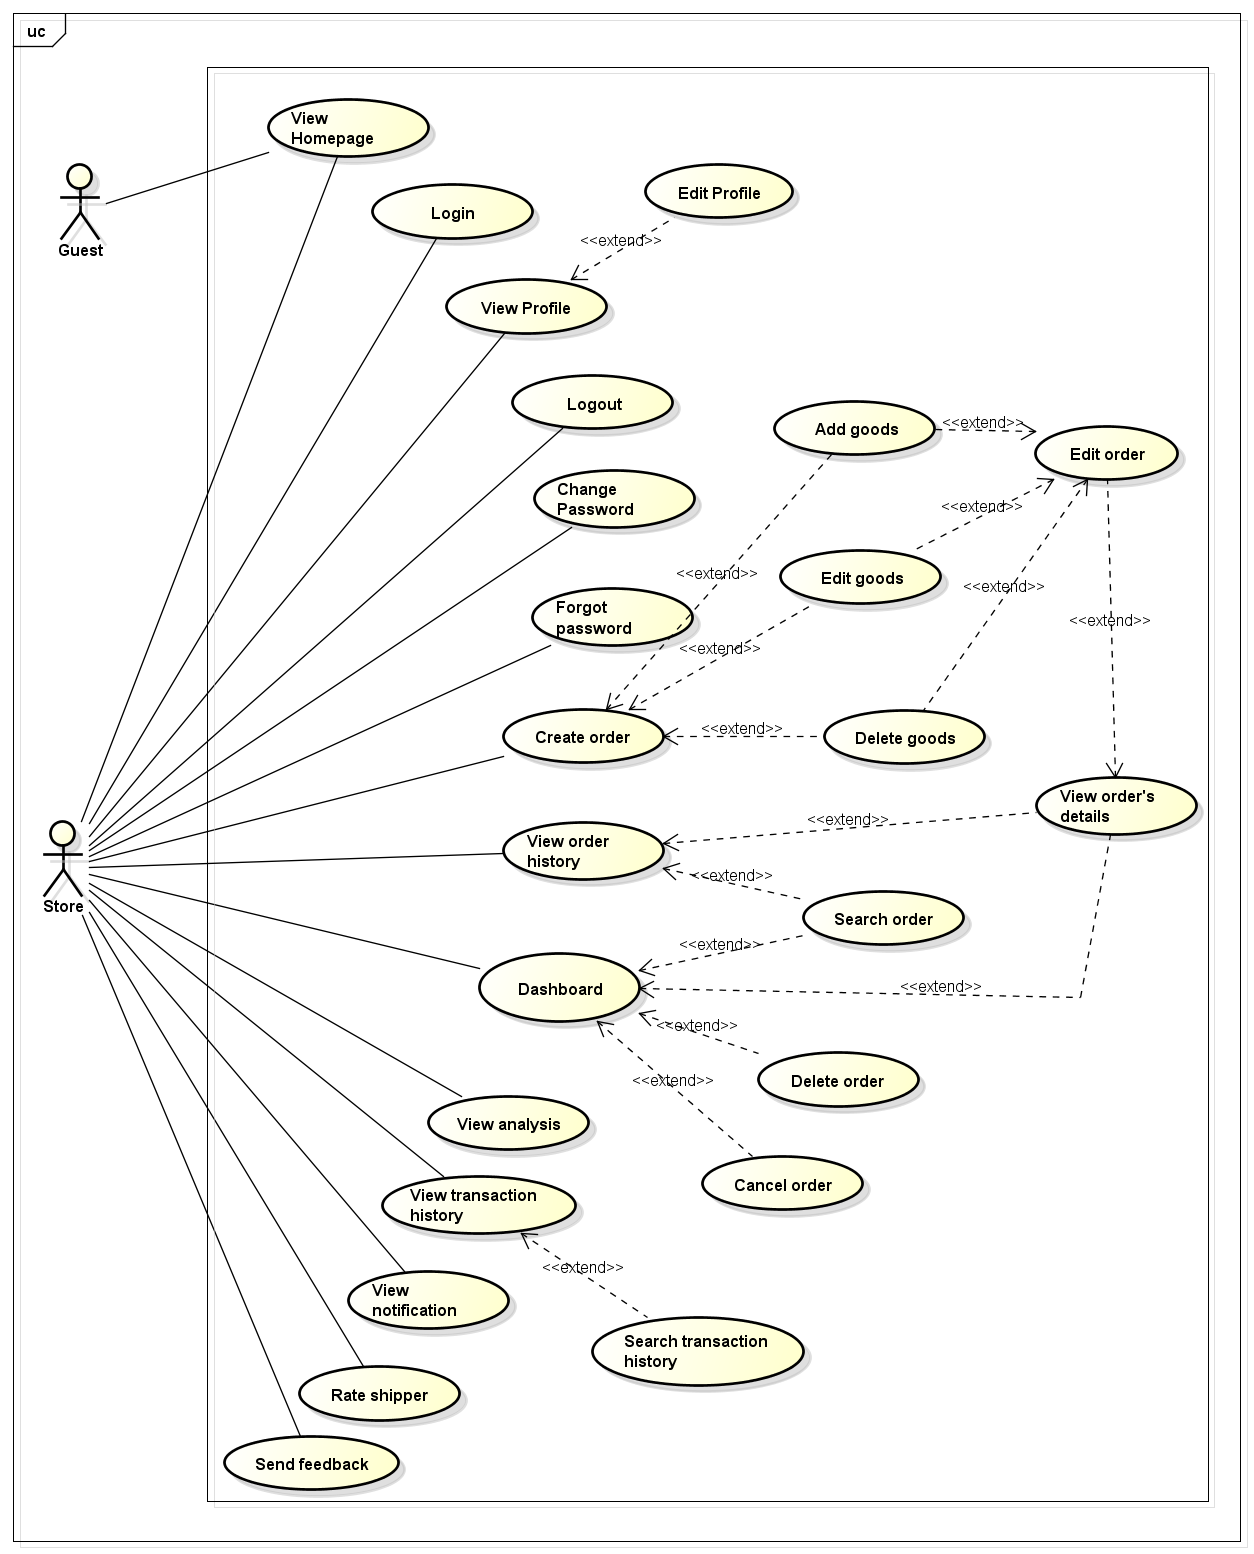 uc
View
Homepage
Guest
Login
Edit Profile
<<extend>>
View Profile
Logout
Add goods
<<extend>>
Edit order
Change
Password
<<extend>>
<<extend>>
Edit goods
<<extend>>
Forgot
password
<<extend>>
<<extend>>
Create order
<<extend>>
Delete goods
View order's
details
<<extend>>
View order
history
<<extend>>
Store
Search order
<<extend>>
Dashboard
<<extend>>
<<extend>>
<<extend>>
Delete order
View analysis
Cancel order
View transaction
history
<<extend>>
View
notification
Search transaction
history
Rate shipper
Send feedback